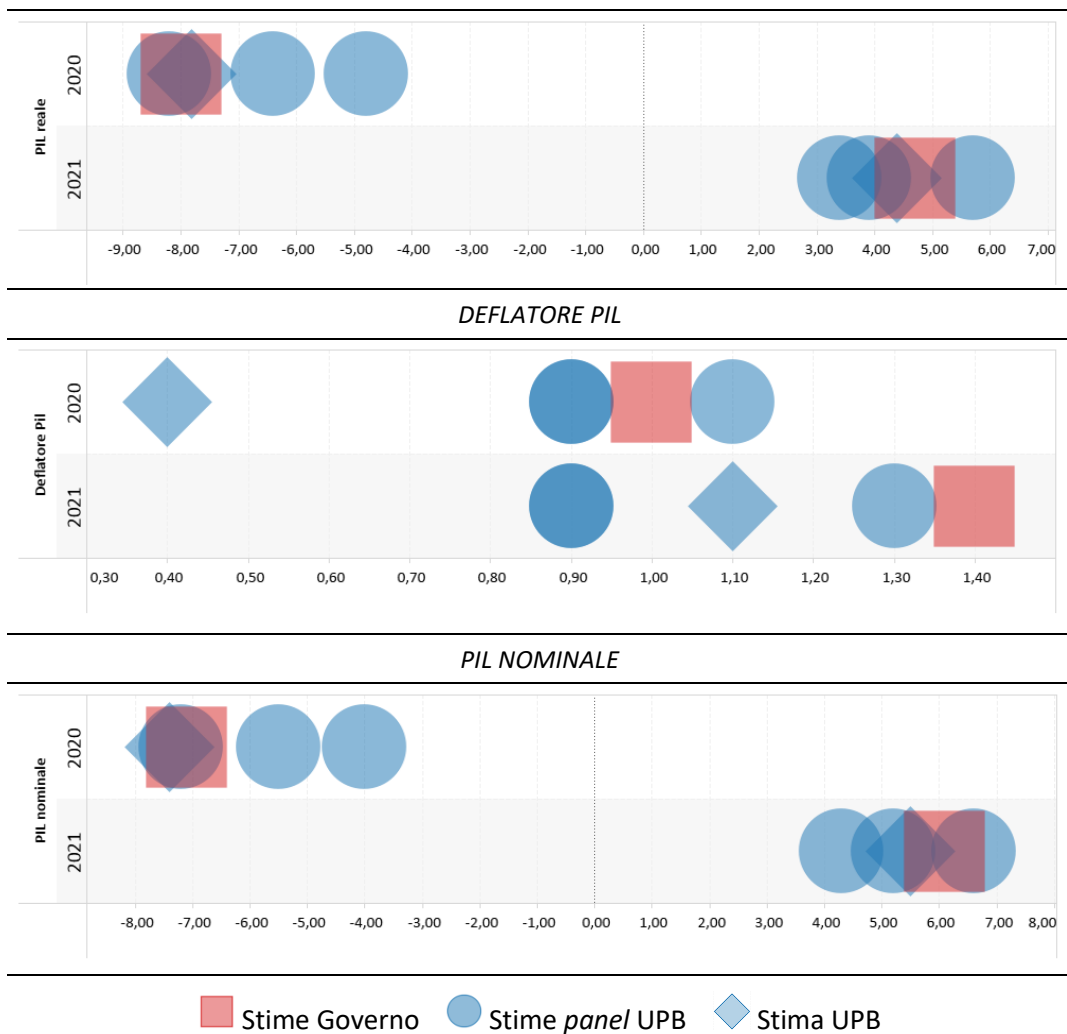 PIL reale
2020
2021
-9,00 -8,00 -7,00 -6,00 -5,00 -4,00 -3,00 -2,00 -1,00 0,00 1,00 2,00 3,00 4,00 5,00 6,00 7,00
DEFLATORE PIL
Deflatore Pil
2020
2021
0,30 0,40 0,50 0,60 0,70 0,80 0,90 1,00 1,10 1,20 1,30 1,40
PIL NOMINALE
PIL nominale
2020
2021
-8,00 -7,00 -6,00 -5,00 -4,00 -3,00 -2,00 -1,00 0,00 1,00 2,00 3,00 4,00 5,00 6,00 7,00 8,00
Stime Governo Stime panel UPB Stima UPB